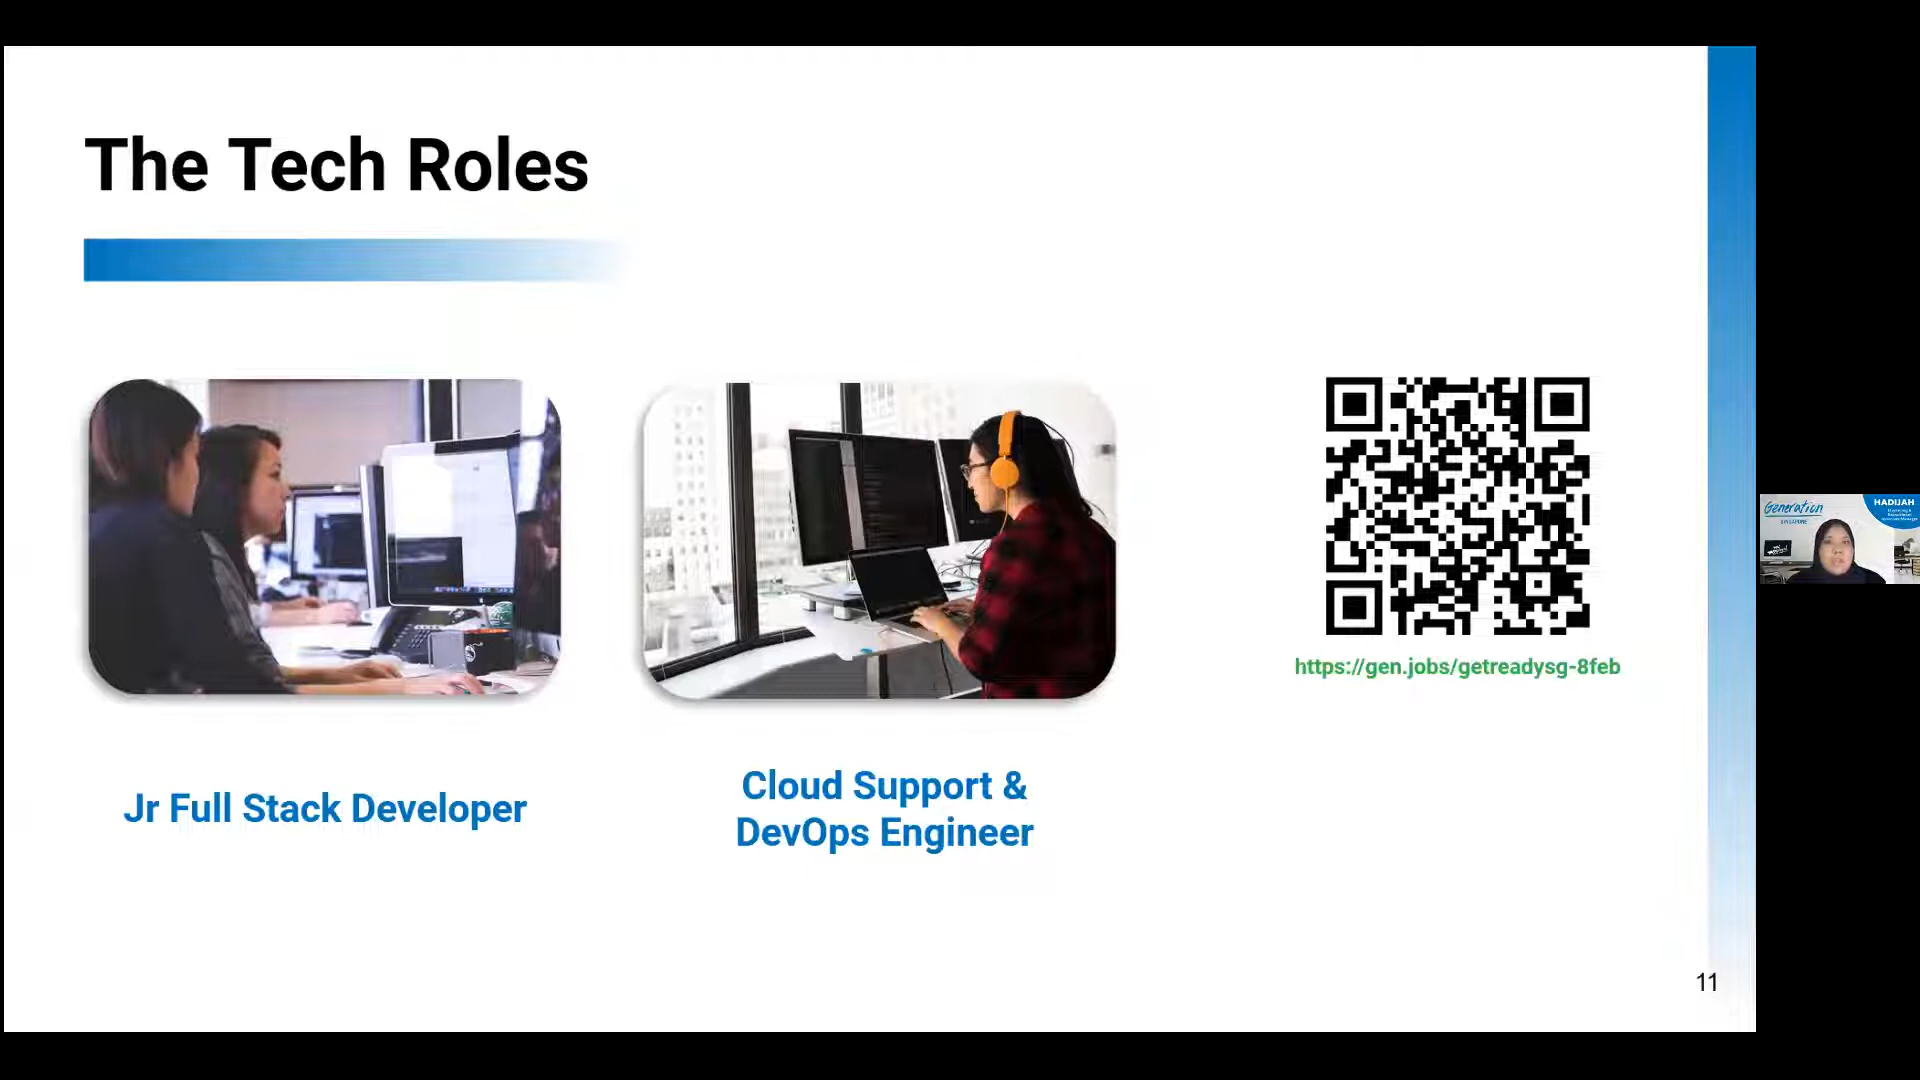 The Tech Roles
https://gen.jobs/getreadysg-8feb
Jr Full Stack Developer
Cloud Support &
DevOps Engineer
11
Generation
SINGAPORE
HADIJAH